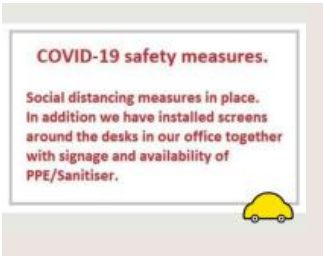 COVID-19 safety measures.
Social distancing measures in place.
In addition we have installed screens
around the desks in our office together
with signage and availability of
PPE/Sanitiser.